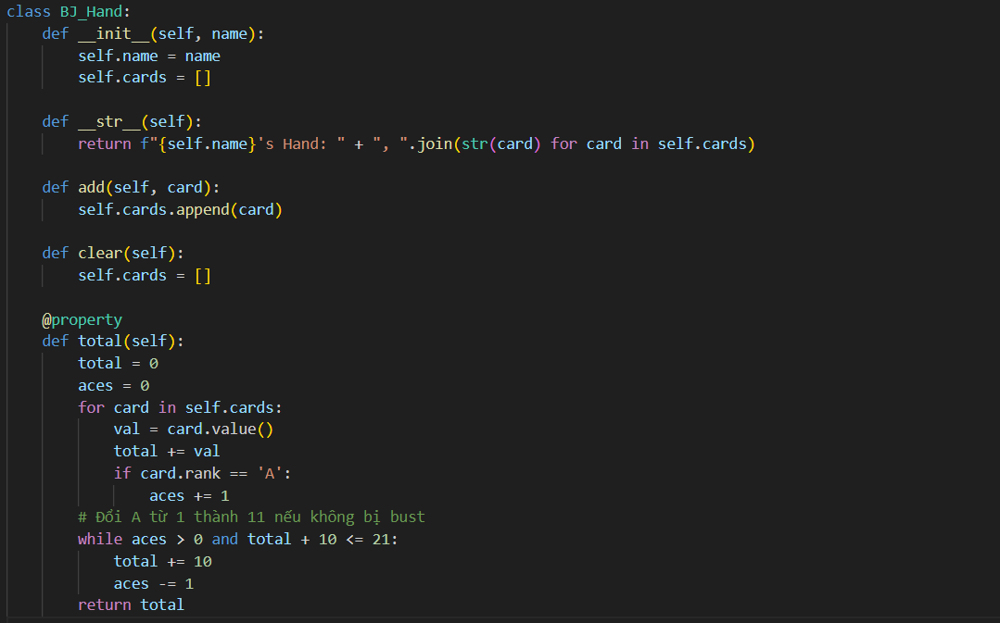 class BJ_Hand:
    def __init__(self, name):
        self.name = name
        self.cards = []

    def __str__(self):
        return f"{self.name}'s Hand: " + ", ".join(str(card) for card in self.cards)

    def add(self, card):
        self.cards.append(card)

    def clear(self):
        self.cards = []

    @property
    def total(self):
        total = 0
        aces = 0
        for card in self.cards:
            val = card.value()
            total += val
            if card.rank == 'A':
                aces += 1
        # Đổi A từ 1 thành 11 nếu không bị bust
        while aces > 0 and total + 10 <= 21:
            total += 10
            aces -= 1
        return total